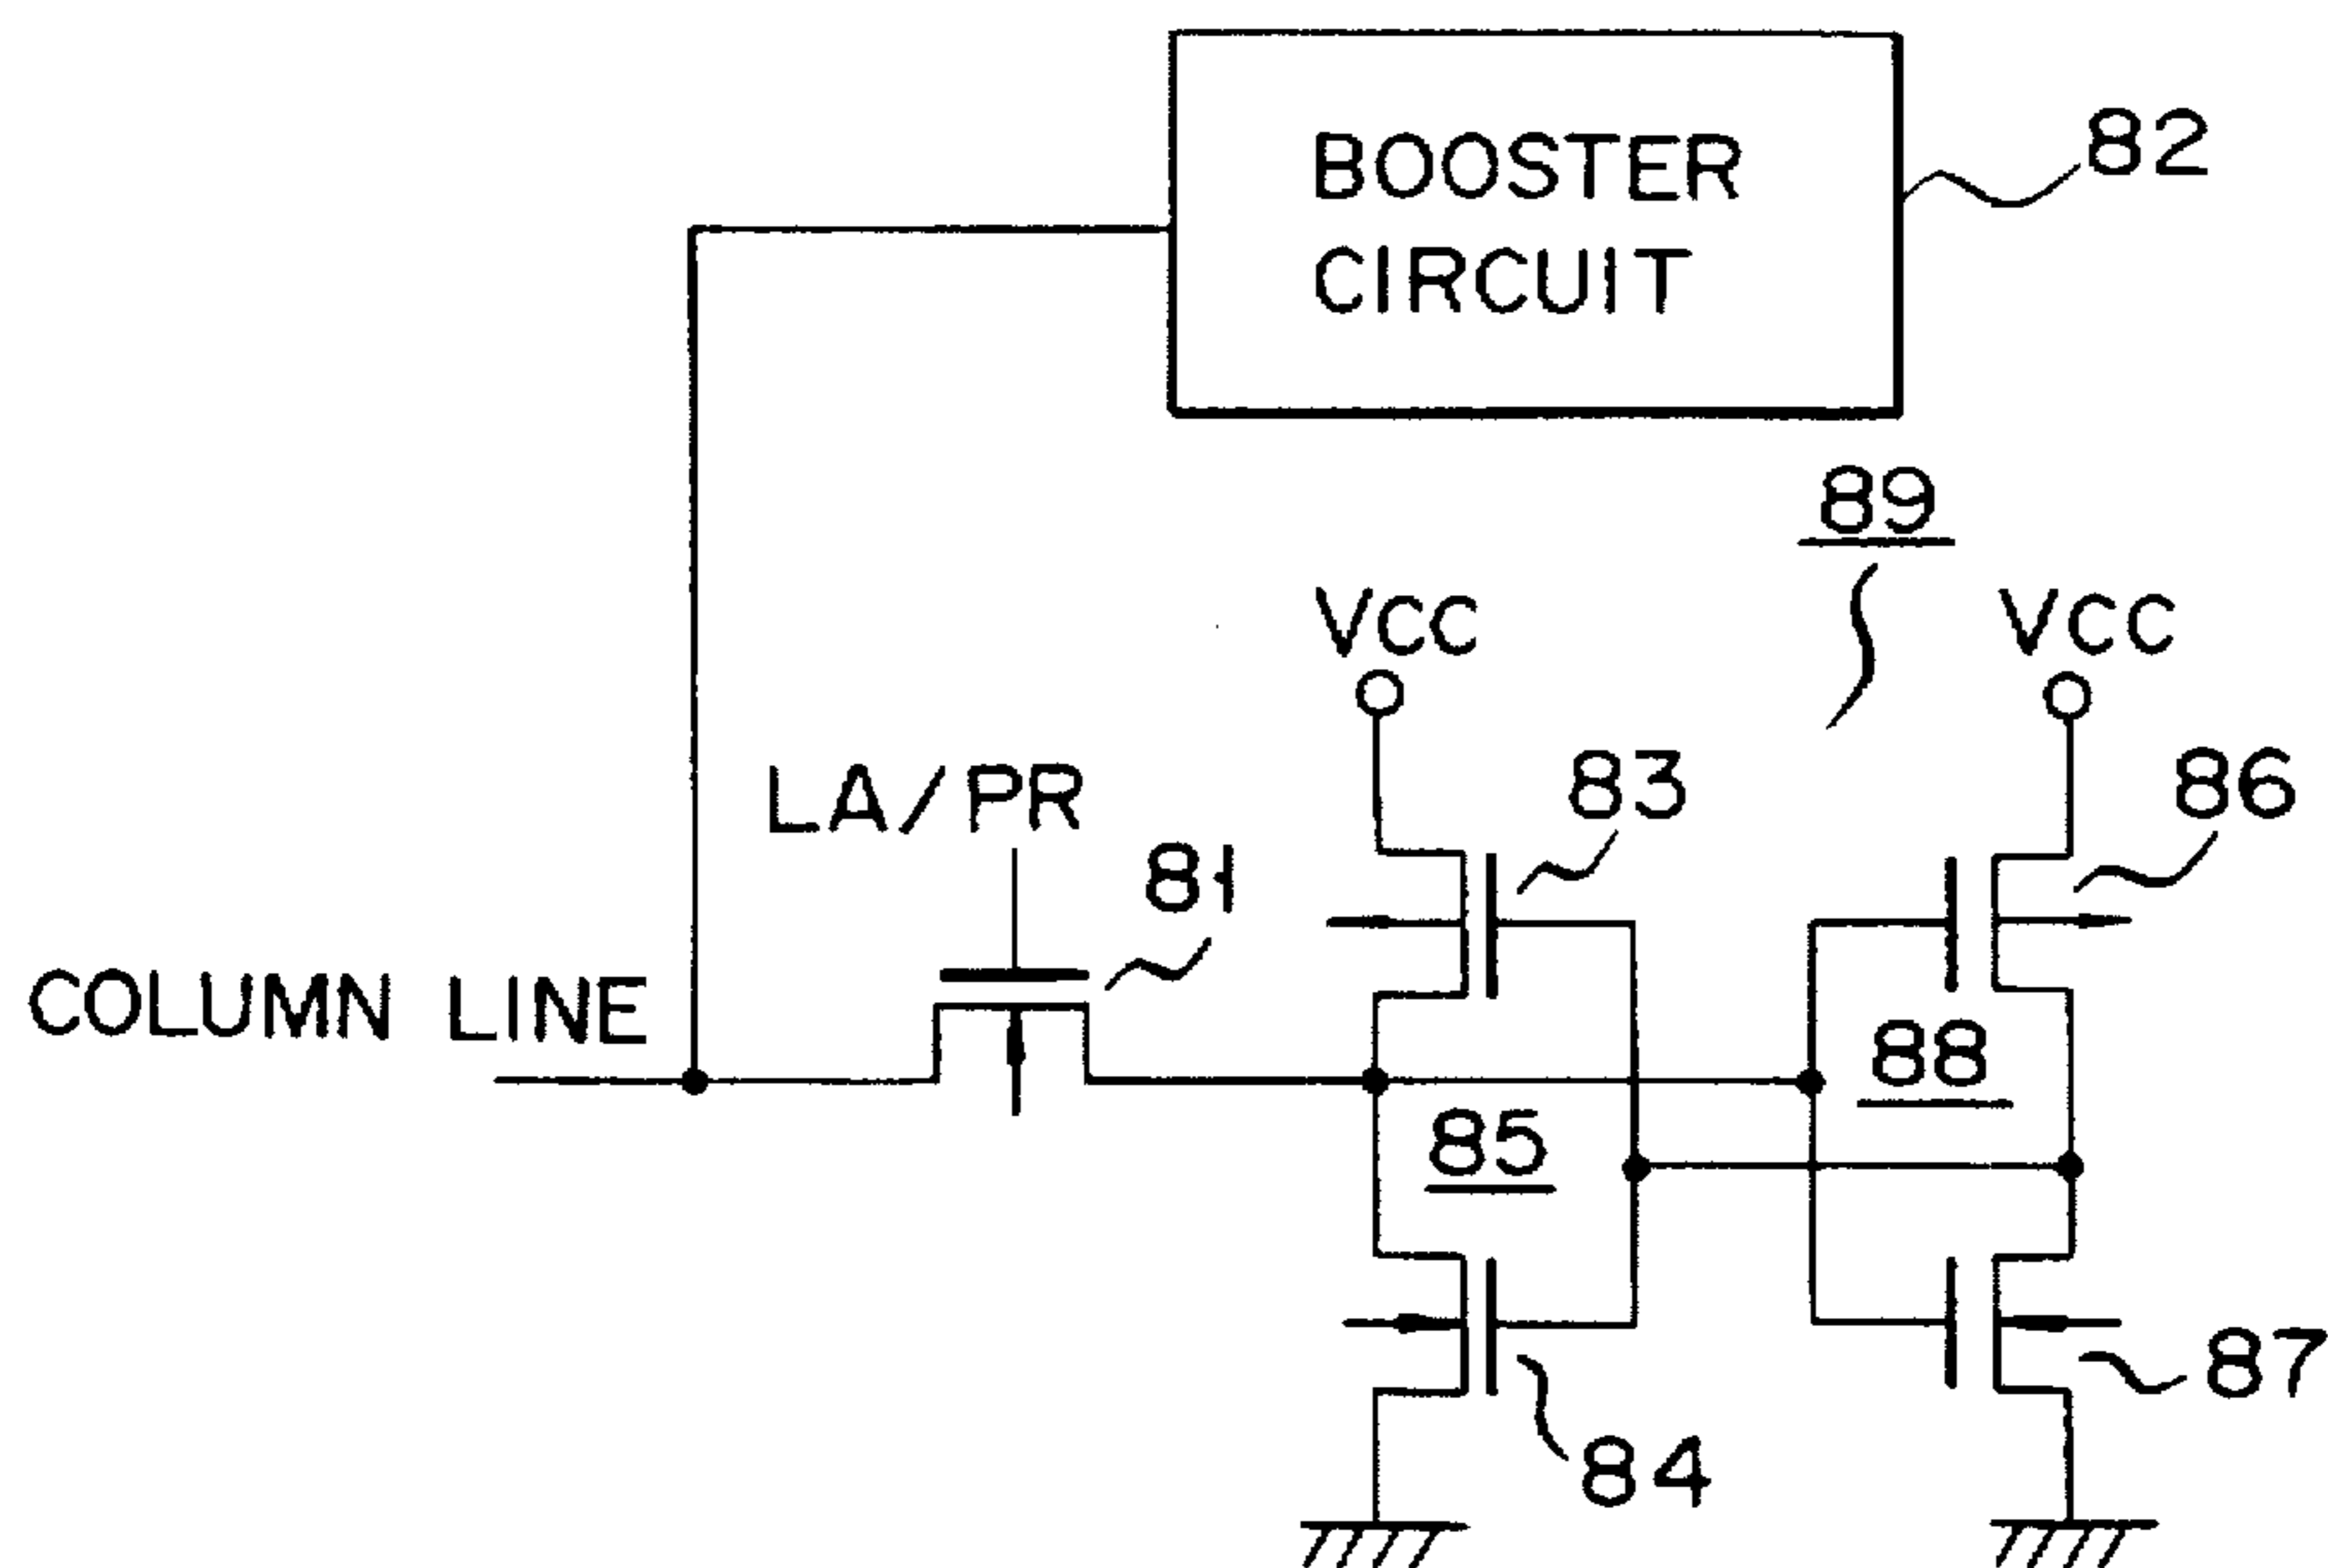 BOOSTER
CIRCUIT
82
89
VCC
VCC
LA/PR
81
83
86
COLUMN LINE
88
85
84
87